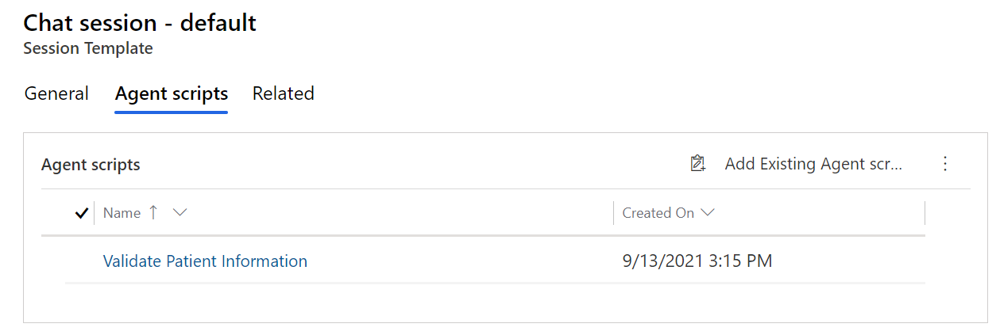 Chat session - default
Session Template
General Agent scripts Related
Agent scripts Add Existing Agent scr...
Name Created On
Validate Patient Information 9/13/2021 3:15 PM